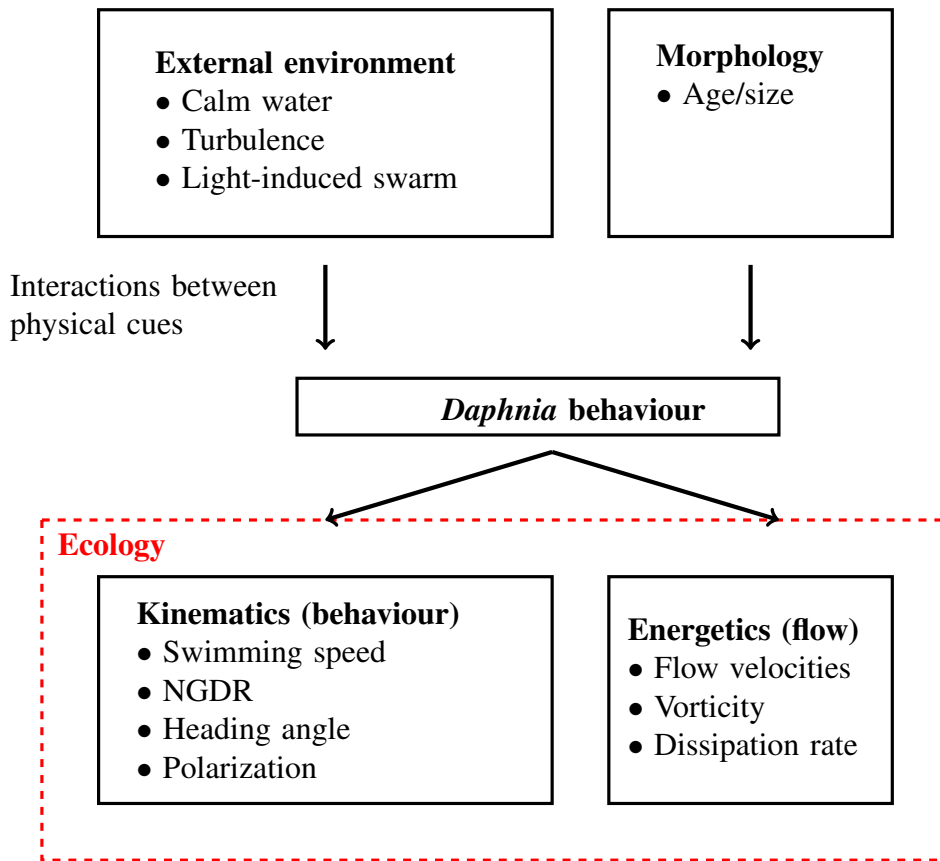 External environment
• Calm water
• Turbulence
• Light-induced swarm
Morphology
• Age/size
Interactions between
physical cues
Daphnia behaviour
Ecology
Kinematics (behaviour)
• Swimming speed
• NGDR
• Heading angle
• Polarization
Energetics (flow)
• Flow velocities
• Vorticity
• Dissipation rate